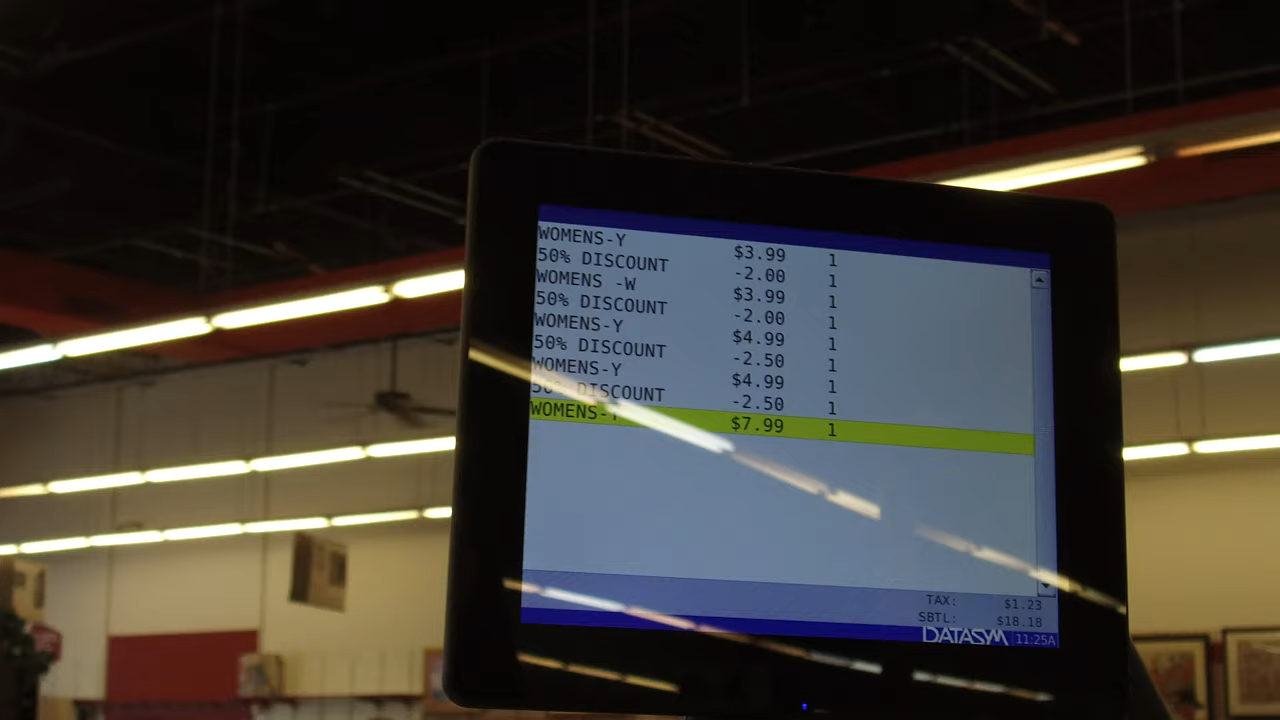 WOMENS-Y $3.99 1
50% DISCOUNT -2.00 1
WOMENS -W $3.99 1
50% DISCOUNT -2.00 1
WOMENS-Y $4.99 1
50% DISCOUNT -2.50 1
WOMENS-Y $4.99 1
50% DISCOUNT -2.50 1
WOMENS-Y $7.99 1
TAX: $1.23
SBTL: $18.18
DATASYM 11:25A